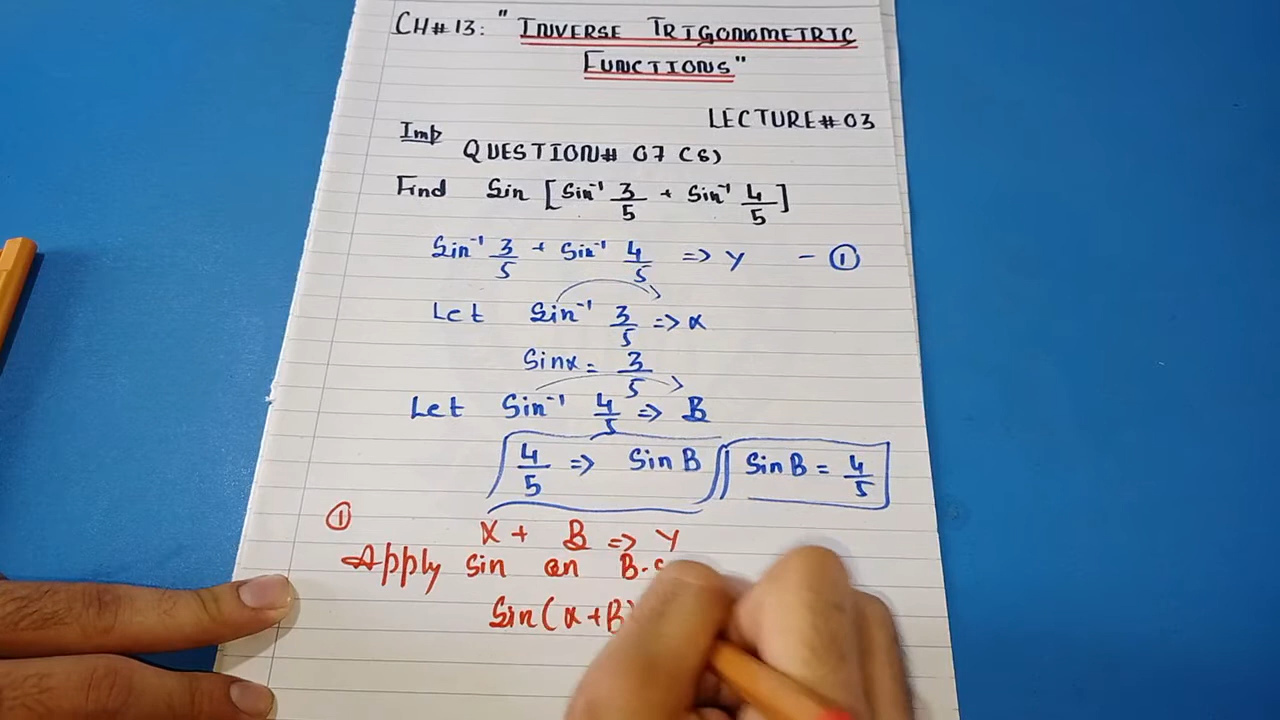 CH#13: "INVERSE TRIGONOMETRIC
FUNCTIONS"
LECTURE#03
Imp
QUESTION# 07(6)
Find Sin [Sin⁻¹ 3/5 + Sin⁻¹ 4/5]
Sin⁻¹ 3/5 + Sin⁻¹ 4/5 => y - ①
Let Sin⁻¹ 3/5 => α
Sinα = 3/5
Let Sin⁻¹ 4/5 => B
4/5 => Sin B Sin B = 4/5
① α + B => y
Apply Sin on B.S
Sin(α+B)